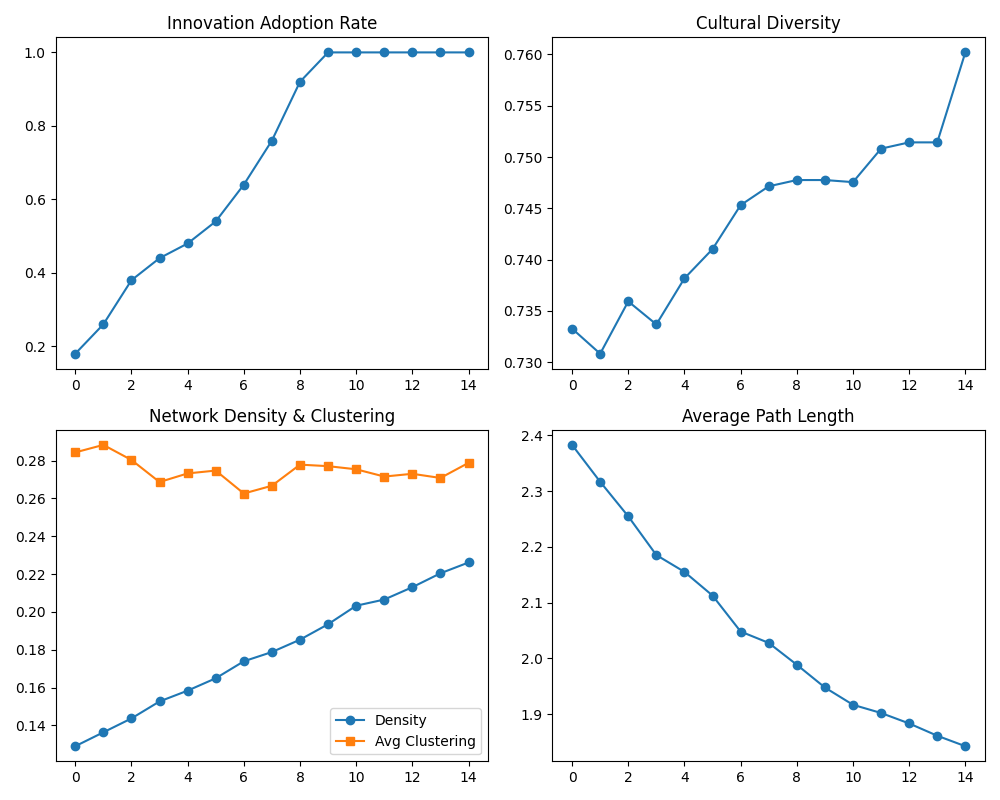 Innovation Adoption Rate
1.0
0.8
0.6
0.4
0.2
0 2 4 6 8 10 12 14
Cultural Diversity
0.760
0.755
0.750
0.745
0.740
0.735
0.730
0 2 4 6 8 10 12 14
Network Density & Clustering
0.28
0.26
0.24
0.22
0.20
0.18
0.16
0.14
Density
Avg Clustering
0 2 4 6 8 10 12 14
Average Path Length
2.4
2.3
2.2
2.1
2.0
1.9
0 2 4 6 8 10 12 14